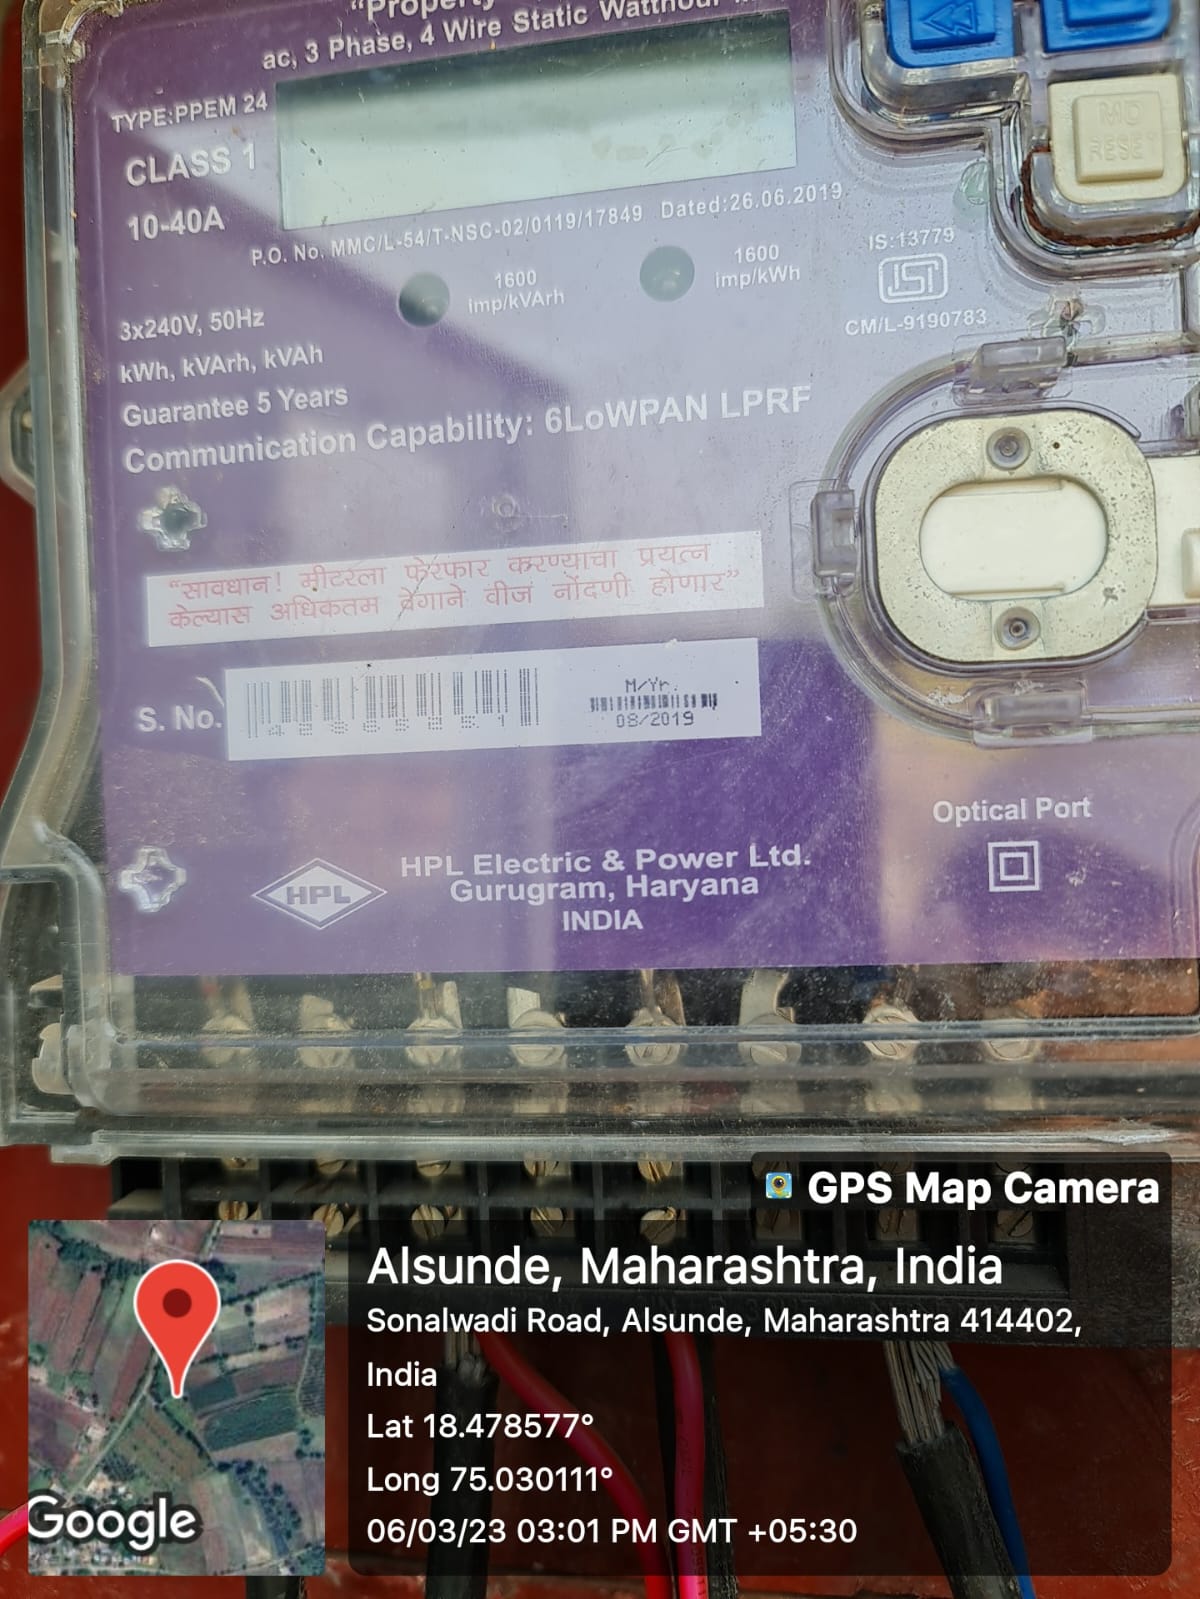 "Property
ac, 3 Phase, 4 Wire Static Watthour
TYPE:PPEM 24
CLASS 1
10-40A
P.O. No. MMC/L-54/T-NSC-02/0119/17849 Dated:26.06.2019
MD
RESET
1600
imp/kVArh
1600
imp/kWh
IS:13779
ISI
CM/L-9190783
3x240V, 50Hz
kWh, kVArh, kVAh
Guarantee 5 Years
Communication Capability: 6LoWPAN LPRF
"सावधान! मीटरला फेरफार करण्याचा प्रयत्न
केल्यास अधिकतम वेगाने वीज नोंदणी होणार"
S. No.
M/Yr.
08/2019
Optical Port
HPL
HPL Electric & Power Ltd.
Gurugram, Haryana
INDIA
GPS Map Camera
Alsunde, Maharashtra, India
Sonalwadi Road, Alsunde, Maharashtra 414402,
India
Lat 18.478577°
Long 75.030111°
06/03/23 03:01 PM GMT +05:30
Google